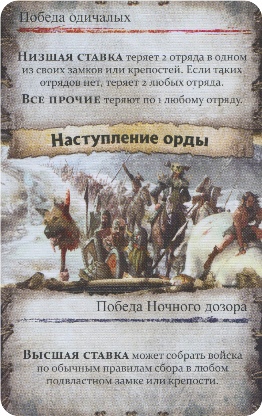 Победа одичалых
Низшая ставка теряет 2 отряда в одном
из своих замков или крепостей. Если таких
отрядов нет, теряет 2 любых отряда.
Все прочие теряют по 1 любому отряду.
Наступление орды
Победа Ночного дозора
Высшая ставка может собрать войска
по обычным правилам сбора в любом
подвластном замке или крепости.